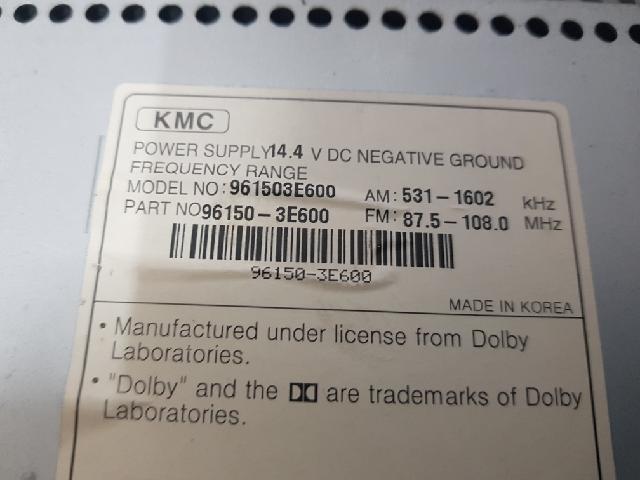 KMC
POWER SUPPLY14.4 V DC NEGATIVE GROUND
FREQUENCY RANGE
MODEL NO:961503E600 AM:531-1602 kHz
PART NO96150-3E600 FM:87.5-108.0 MHz
96150-3E600
MADE IN KOREA
• Manufactured under license from Dolby
Laboratories.
• "Dolby" and the are trademarks of Dolby
Laboratories.